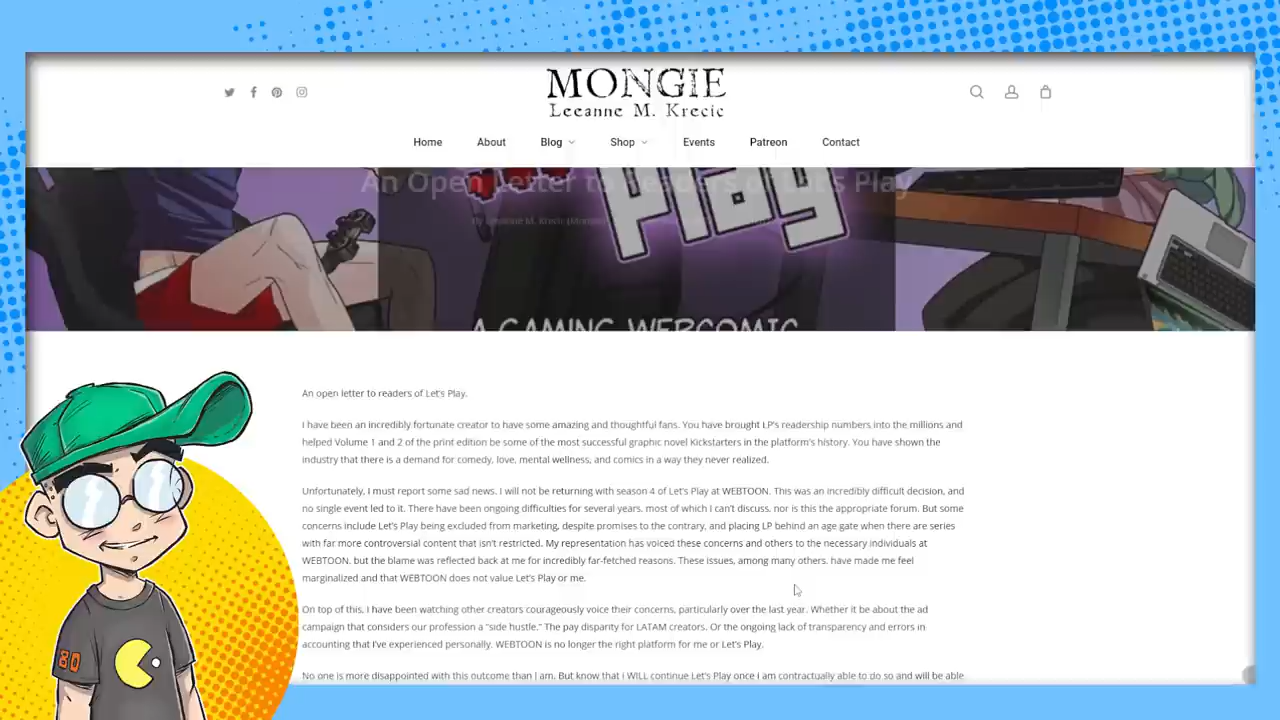 MONGIE
Leeanne M. Krecic
Home About Blog Shop Events Patreon Contact
An Open Letter to Readers of Let's Play
By Leeanne M. Krecic (Mongie)
Play
A GAMING WEBCOMIC
An open letter to readers of Let's Play.
I have been an incredibly fortunate creator to have some amazing and thoughtful fans. You have brought LP's readership numbers into the millions and
helped Volume 1 and 2 of the print edition be some of the most successful graphic novel Kickstarters in the platform's history. You have shown the
industry that there is a demand for comedy, love, mental wellness, and comics in a way they never realized.
Unfortunately, I must report some sad news. I will not be returning with season 4 of Let's Play at WEBTOON. This was an incredibly difficult decision, and
no single event led to it. There have been ongoing difficulties for several years, most of which I can't discuss, nor is this the appropriate forum. But some
concerns include Let's Play being excluded from marketing, despite promises to the contrary, and placing LP behind an age gate when there are series
with far more controversial content that isn't restricted. My representation has voiced these concerns and others to the necessary individuals at
WEBTOON, but the blame was reflected back at me for incredibly far-fetched reasons. These issues, among many others, have made me feel
marginalized and that WEBTOON does not value Let's Play or me.
On top of this, I have been watching other creators courageously voice their concerns, particularly over the last year. Whether it be about the ad
campaign that considers our profession a "side hustle." The pay disparity for LATAM creators. Or the ongoing lack of transparency and errors in
accounting that I've experienced personally. WEBTOON is no longer the right platform for me or Let's Play.
No one is more disappointed with this outcome than I am. But know that I WILL continue Let's Play once I am contractually able to do so and will be able
80